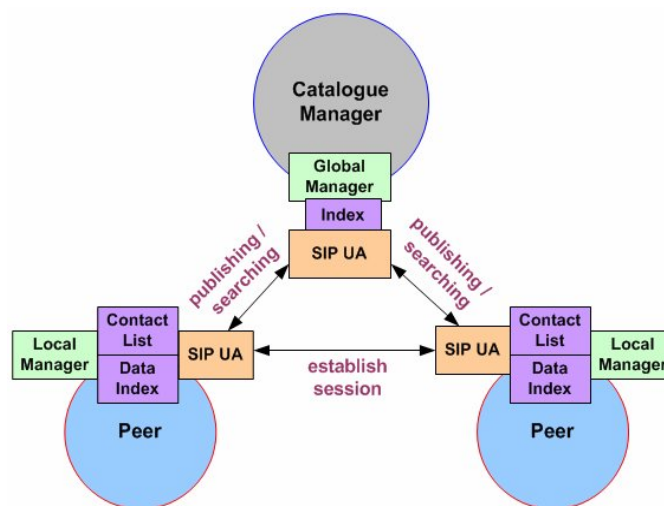 Catalogue
Manager
Global
Manager
Index
SIP UA
publishing /
searching
publishing /
searching
Local
Manager
Contact
List
Data
Index
SIP UA
establish
session
SIP UA
Contact
List
Data
Index
Local
Manager
Peer
Peer